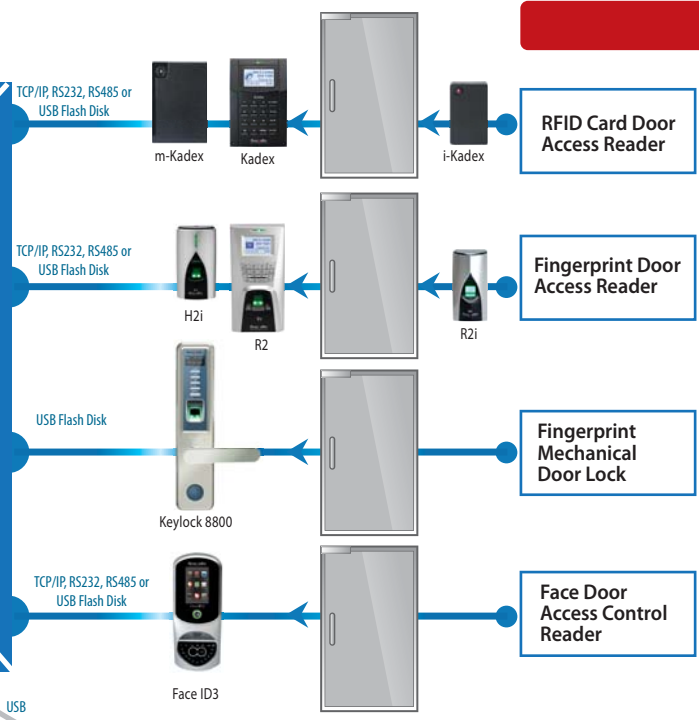 TCP/IP, RS232, RS485 or
USB Flash Disk
m-Kadex
Kadex
i-Kadex
RFID Card Door
Access Reader
TCP/IP, RS232, RS485 or
USB Flash Disk
H2i
R2
R2i
Fingerprint Door
Access Reader
USB Flash Disk
Keylock 8800
Fingerprint
Mechanical
Door Lock
TCP/IP, RS232, RS485 or
USB Flash Disk
Face ID3
Face Door
Access Control
Reader
USB